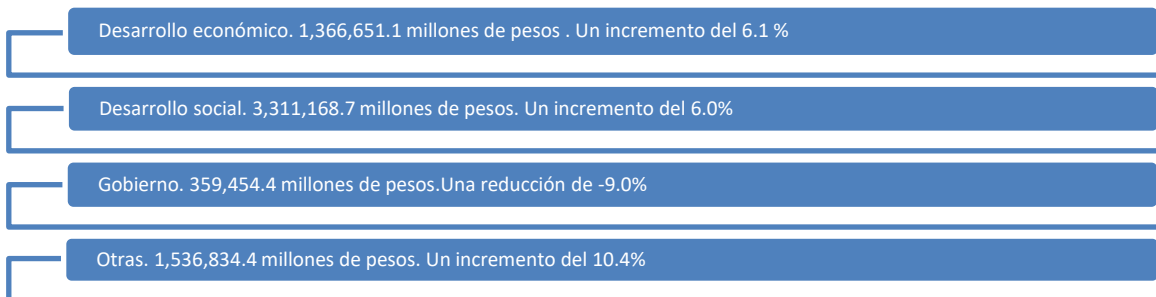 Desarrollo económico. 1,366,651.1 millones de pesos . Un incremento del 6.1 %
Desarrollo social. 3,311,168.7 millones de pesos. Un incremento del 6.0%
Gobierno. 359,454.4 millones de pesos.Una reducción de -9.0%
Otras. 1,536,834.4 millones de pesos. Un incremento del 10.4%